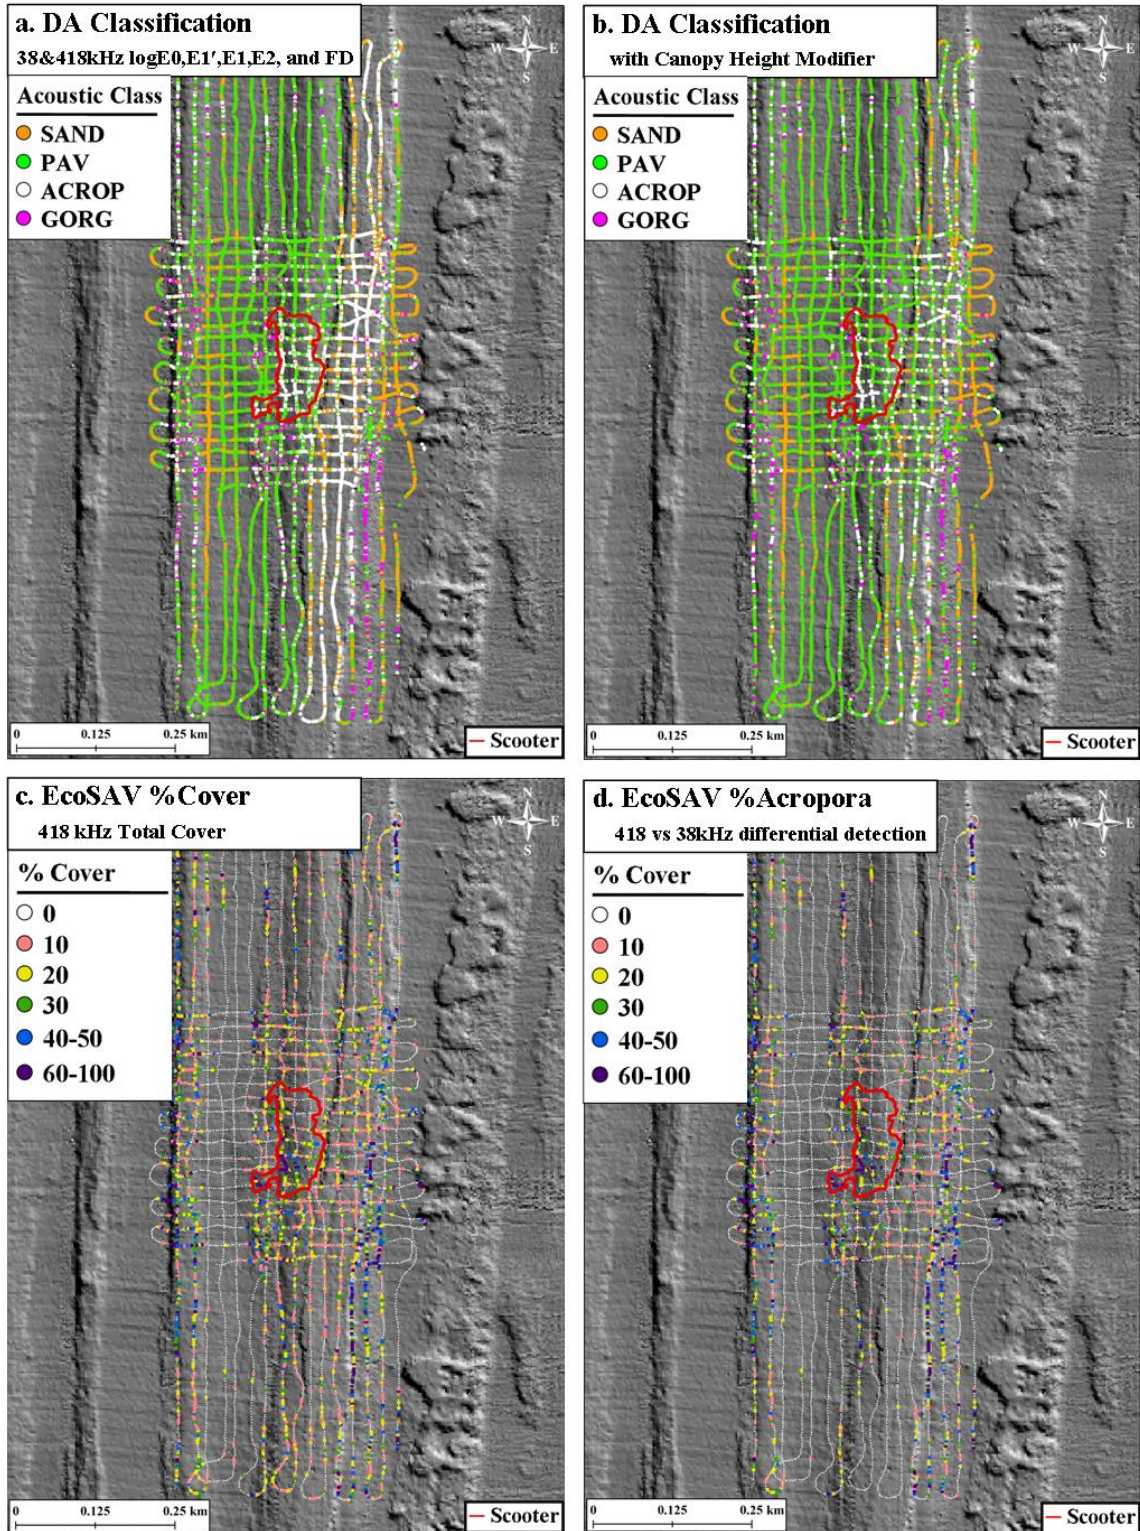 a. DA Classification
38&418kHz logE0,E1′,E1,E2, and FD
Acoustic Class
SAND
PAV
ACROP
GORG
N
W E
S
0 0.125 0.25 km
Scooter
b. DA Classification
with Canopy Height Modifier
Acoustic Class
SAND
PAV
ACROP
GORG
N
W E
S
0 0.125 0.25 km
Scooter
c. EcoSAV %Cover
418 kHz Total Cover
% Cover
0
10
20
30
40-50
60-100
N
W E
S
0 0.125 0.25 km
Scooter
d. EcoSAV %Acropora
418 vs 38kHz differential detection
% Cover
0
10
20
30
40-50
60-100
N
W E
S
0 0.125 0.25 km
Scooter